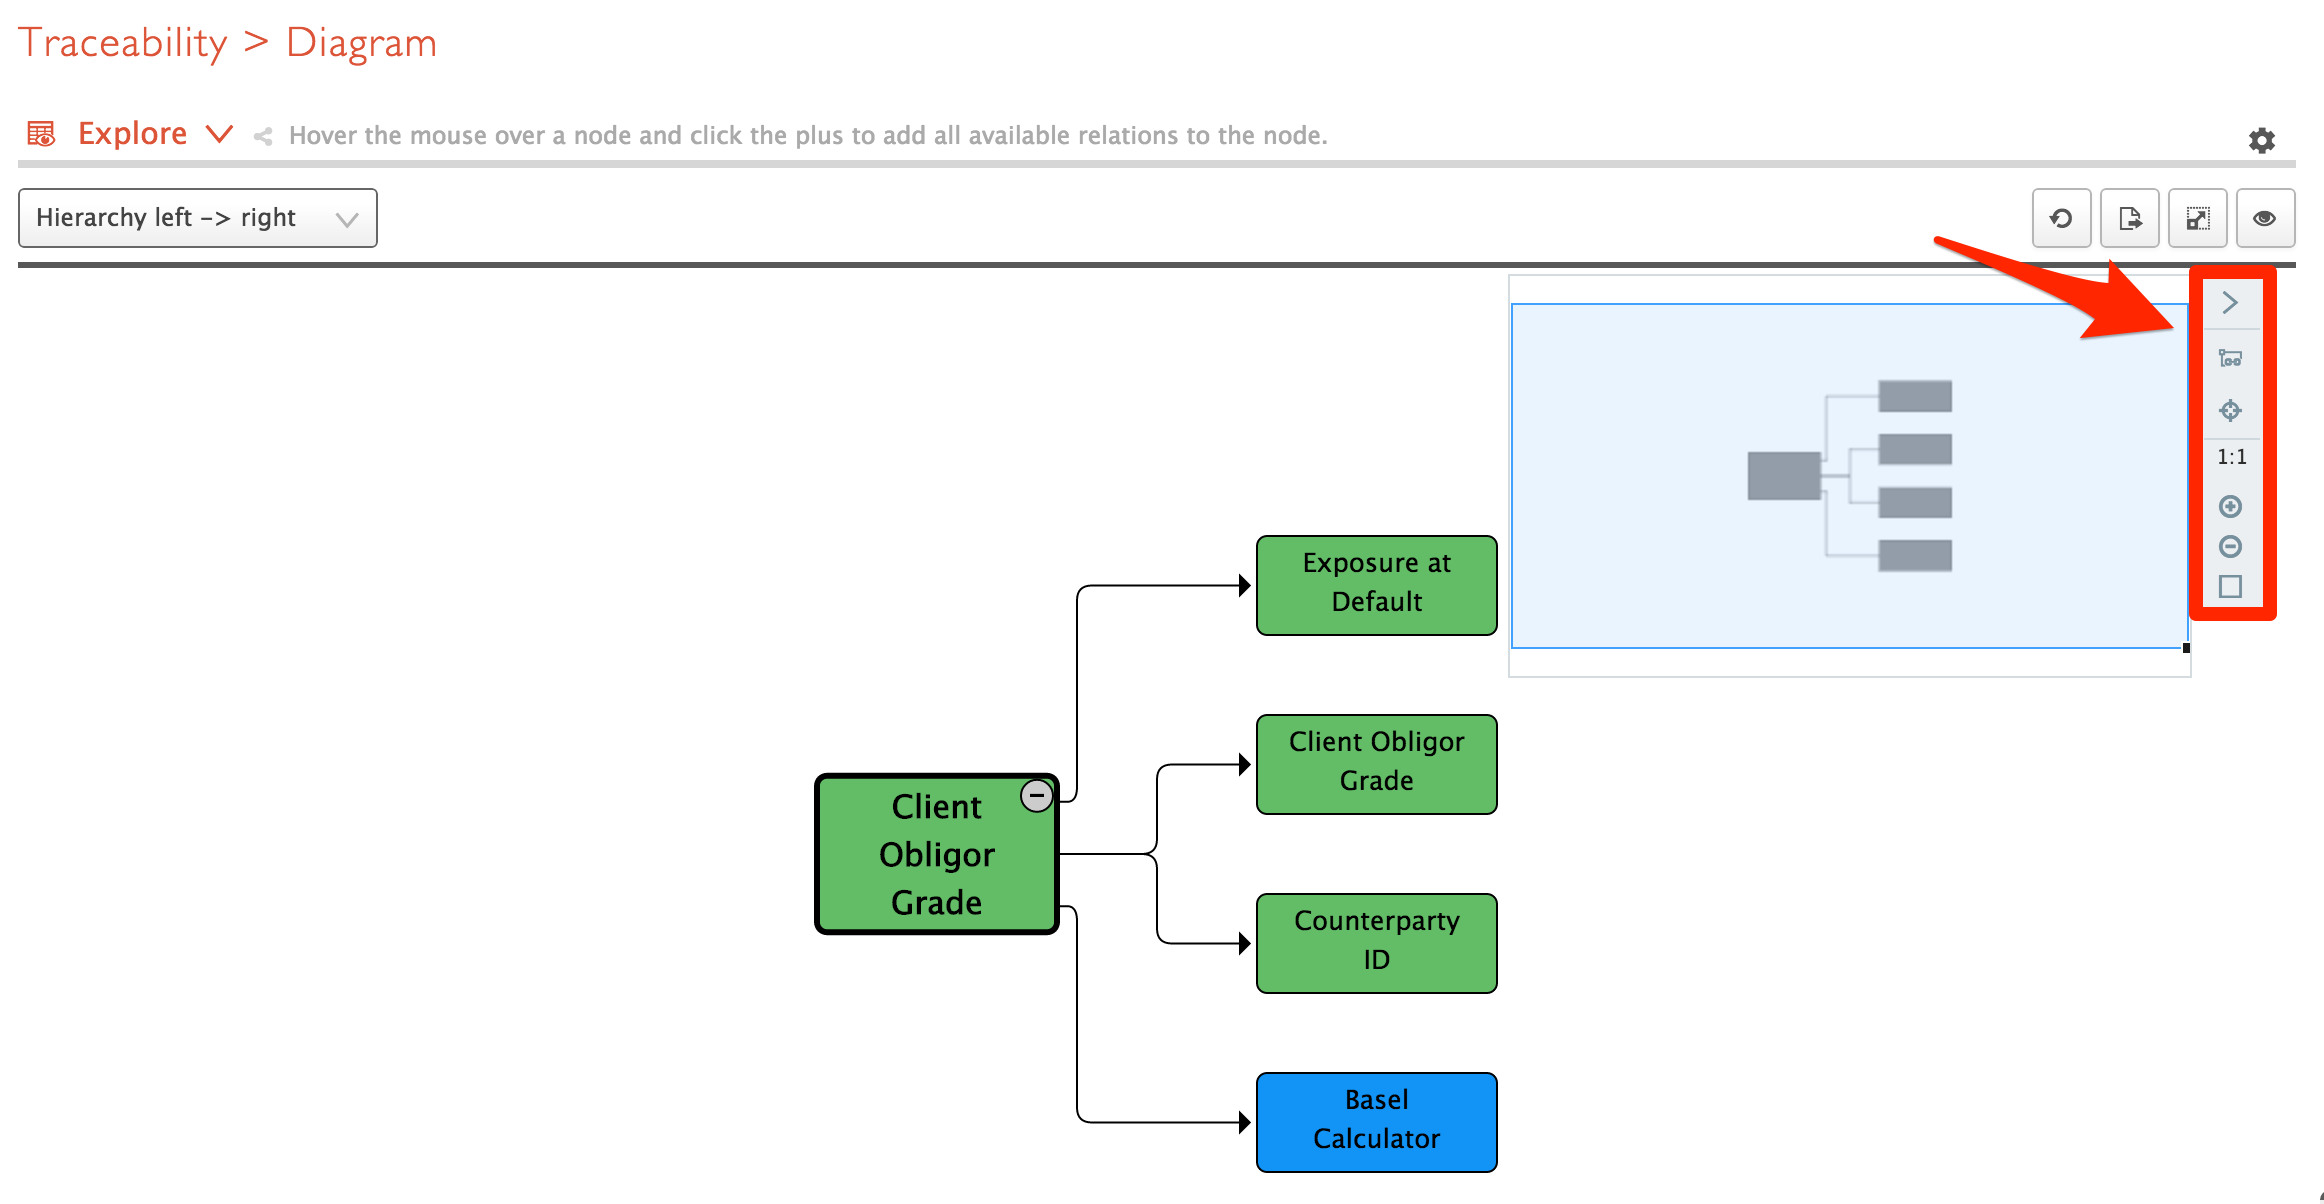 Traceability > Diagram
Explore
Hover the mouse over a node and click the plus to add all available relations to the node.
Hierarchy left -> right
1:1
Exposure at
Default
Client Obligor
Grade
Client
Obligor
Grade
Counterparty
ID
Basel
Calculator